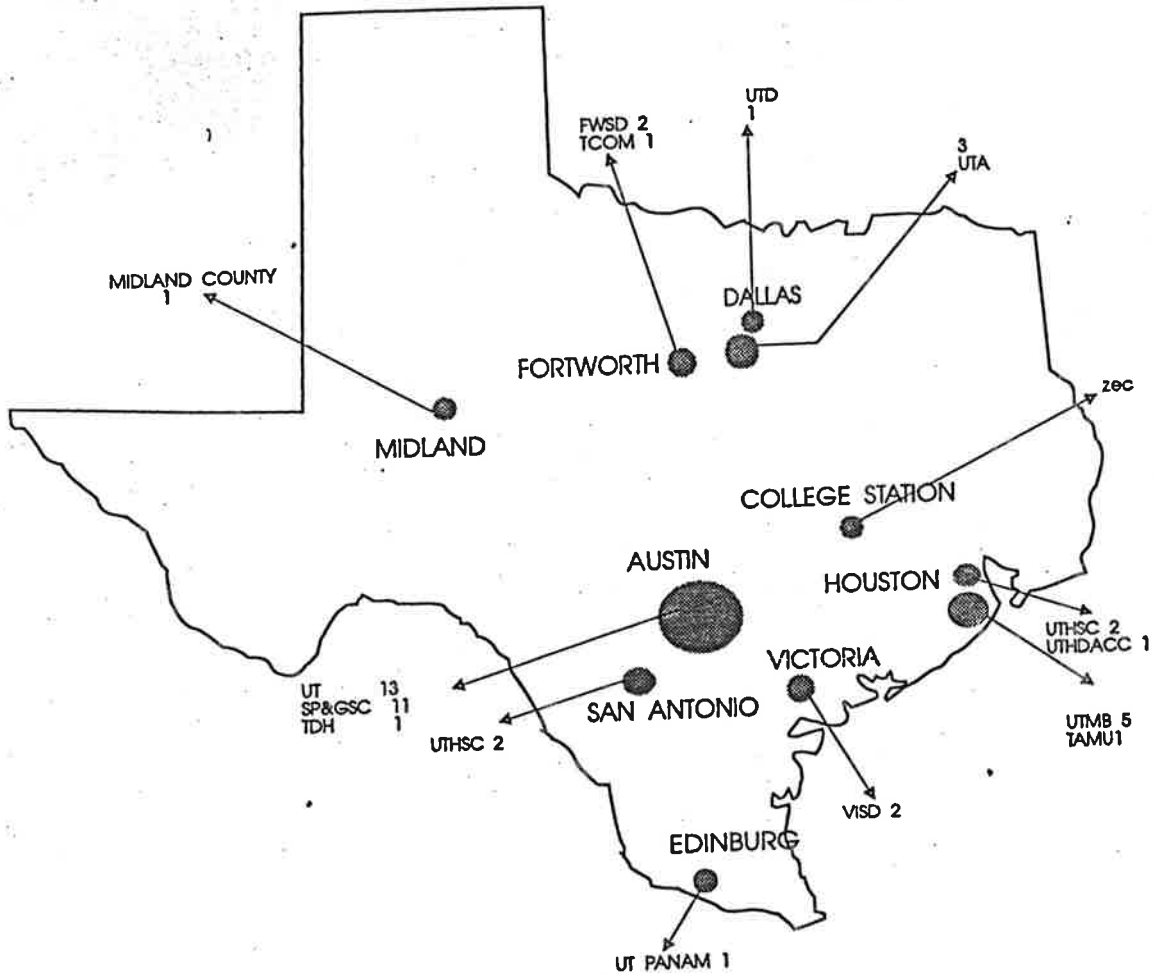 UTD
1
FWSD 2
TCOM 1
3
UTA
MIDLAND COUNTY
1
DALLAS
FORTWORTH
zec
MIDLAND
COLLEGE STATION
AUSTIN
HOUSTON
UTHSC 2
UTHDACC 1
VICTORIA
UT 13
SP&GSC 11
TDH 1
SAN ANTONIO
UTMB 5
TAMU1
UTHSC 2
VISD 2
EDINBURG
UT PANAM 1